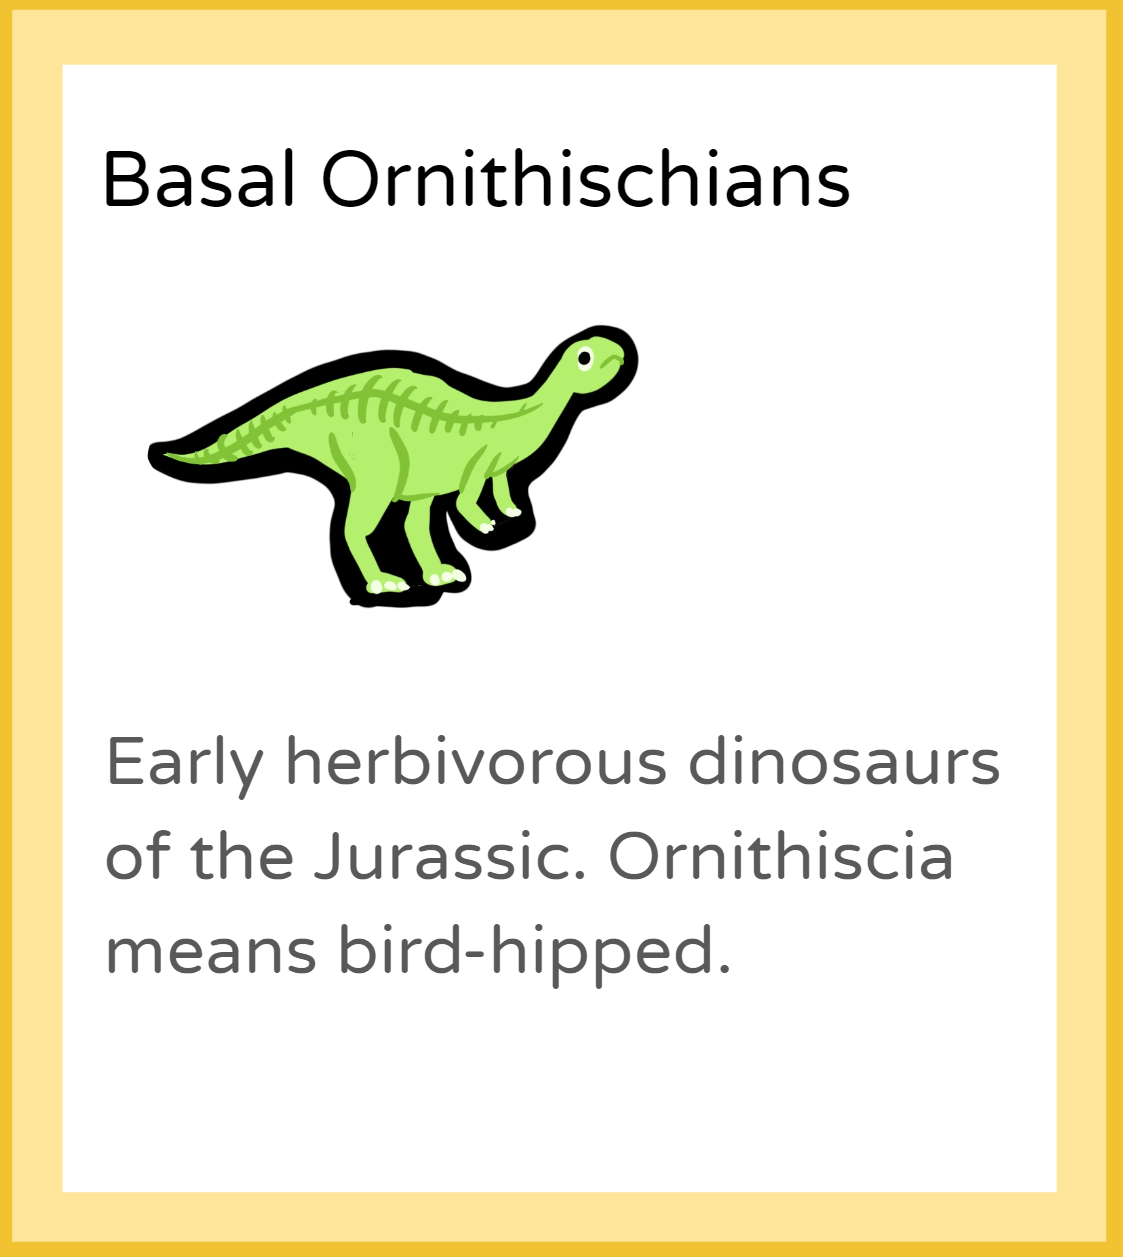 Basal Ornithischians
Early herbivorous dinosaurs
of the Jurassic. Ornithiscia
means bird-hipped.